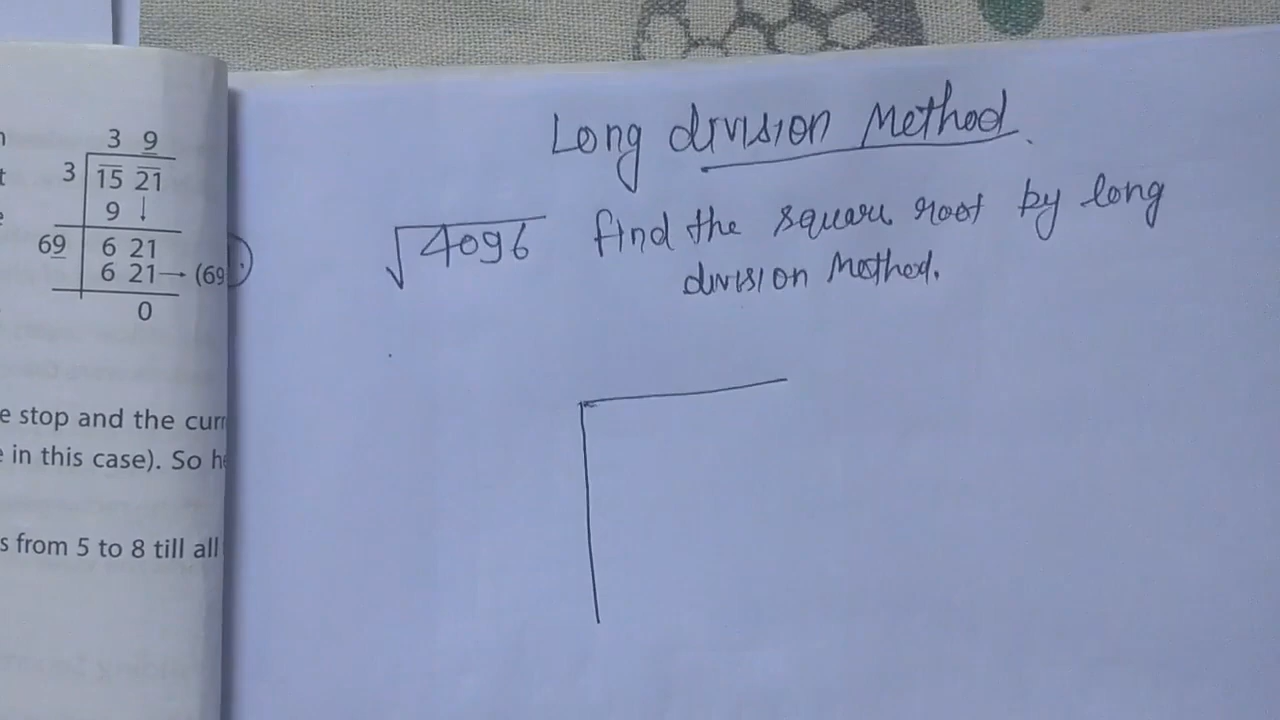 3 9
3 15 21
9 ↓
69 6 21
6 21 → (69
0
e stop and the curr
e in this case). So he
s from 5 to 8 till all
Long division Method.
√4096 find the square root by long
division Method.